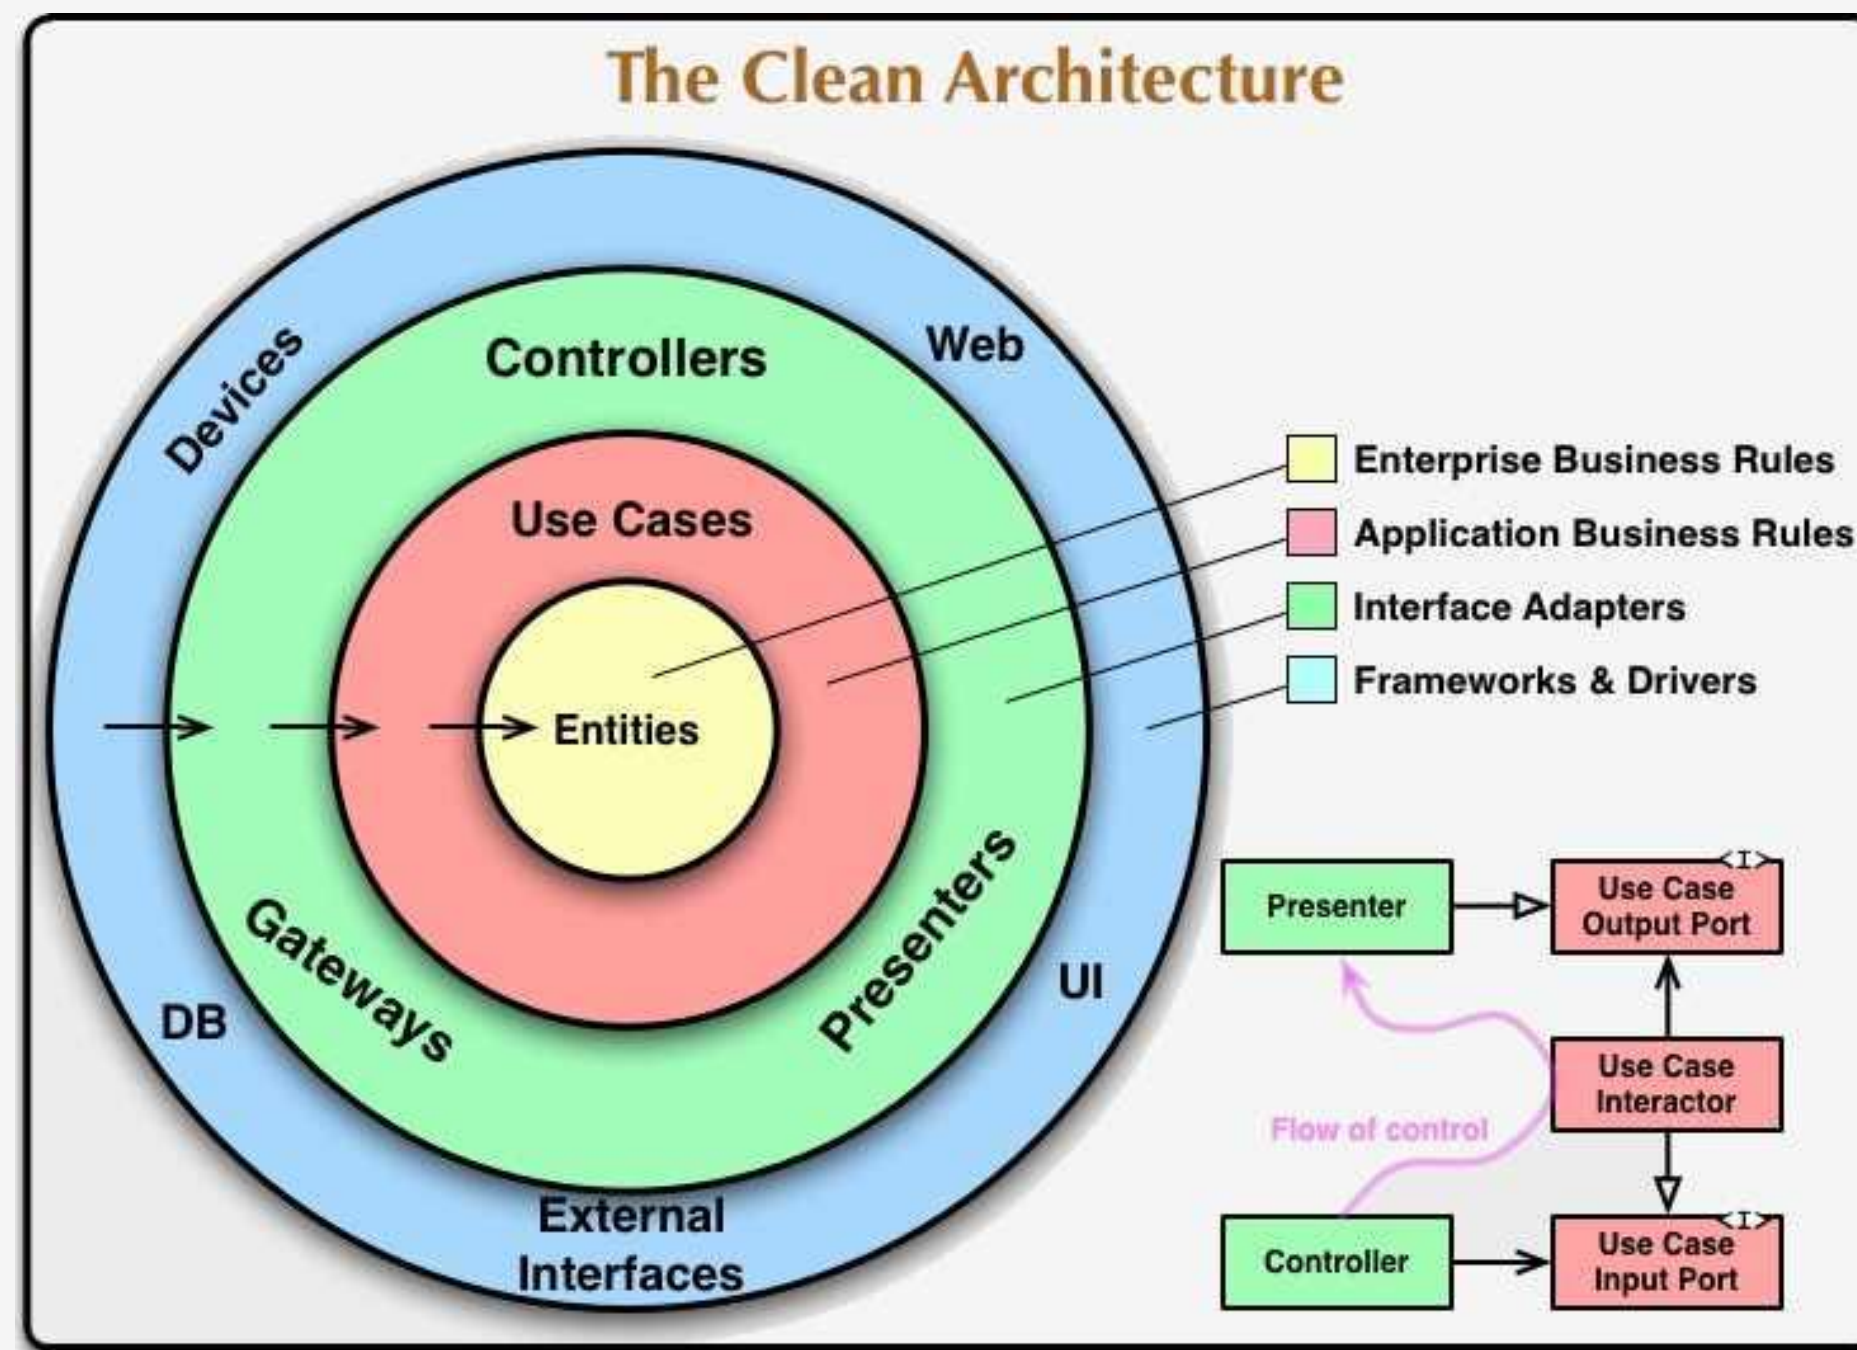 The Clean Architecture
Devices
Controllers
Web
Use Cases
Entities
Gateways
Presenters
DB
UI
External
Interfaces
Enterprise Business Rules
Application Business Rules
Interface Adapters
Frameworks & Drivers
Presenter
<I>
Use Case
Output Port
Flow of control
Use Case
Interactor
Controller
<I>
Use Case
Input Port